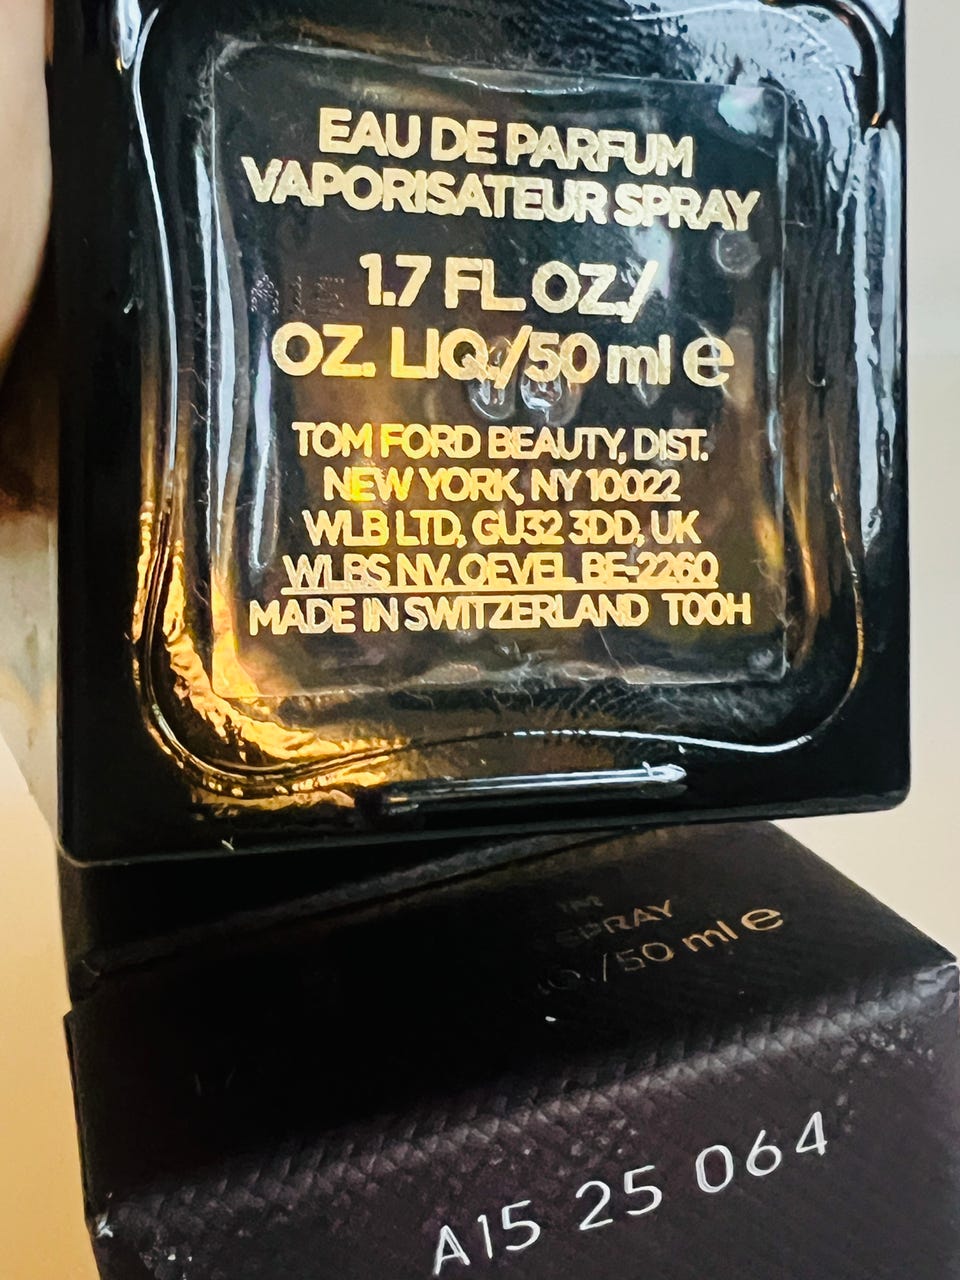 EAU DE PARFUM
VAPORISATEUR SPRAY
1.7 FL. OZ./
OZ. LIQ./50 ml ℮
TOM FORD BEAUTY, DIST.
NEW YORK, NY 10022
WLB LTD, GU32 3DD, UK
WLBS NV. OEVEL BE-2260
MADE IN SWITZERLAND T00H
SPRAY
/50 ml ℮
A15 25 064